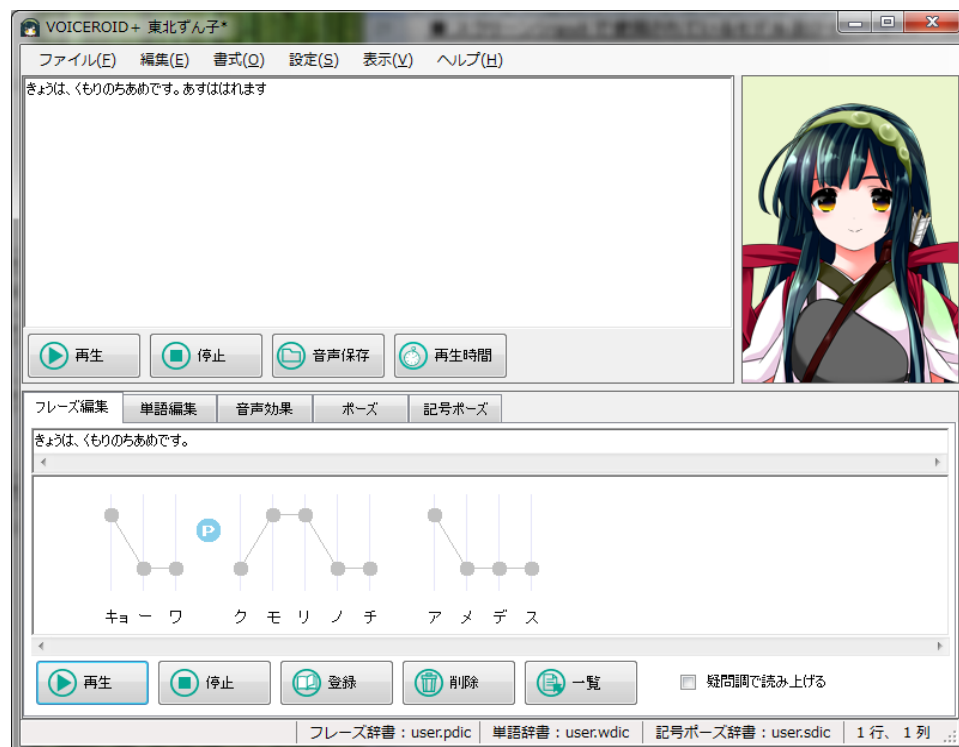 VOICEROID+ 東北ずん子*
ファイル(F) 編集(E) 書式(O) 設定(S) 表示(V) ヘルプ(H)
きょうは、くもりのちあめです。あすははれます
再生 停止 音声保存 再生時間
フレーズ編集 単語編集 音声効果 ポーズ 記号ポーズ
きょうは、くもりのちあめです。
P
キョ ー ワ ク モ リ ノ チ ア メ デ ス
再生 停止 登録 削除 一覧 疑問調で読み上げる
フレーズ辞書：user.pdic 単語辞書：user.wdic 記号ポーズ辞書：user.sdic 1 行、 1 列